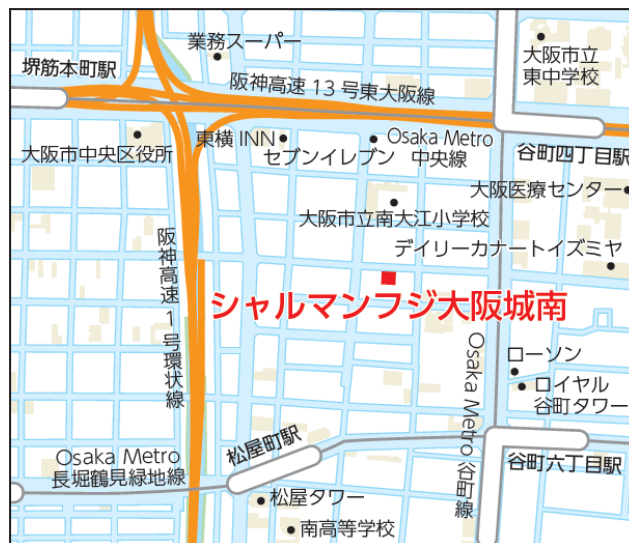 業務スーパー
大阪市立
東中学校
堺筋本町駅
阪神高速13号東大阪線
東横INN
セブンイレブン
Osaka Metro
中央線
大阪市中央区役所
谷町四丁目駅
大阪医療センター
大阪市立南大江小学校
デイリーカナートイズミヤ
阪神高速1号環状線
シャルマンフジ大阪城南
Osaka Metro 谷町線
ローソン
ロイヤル
谷町タワー
松屋町駅
Osaka Metro
長堀鶴見緑地線
谷町六丁目駅
松屋タワー
南高等学校